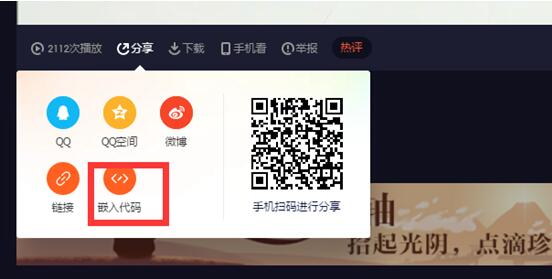 2112次播放 分享 下载 手机看 举报 热评
QQ QQ空间 微博
链接 嵌入代码
手机扫码进行分享
拾起光阴，点滴珍